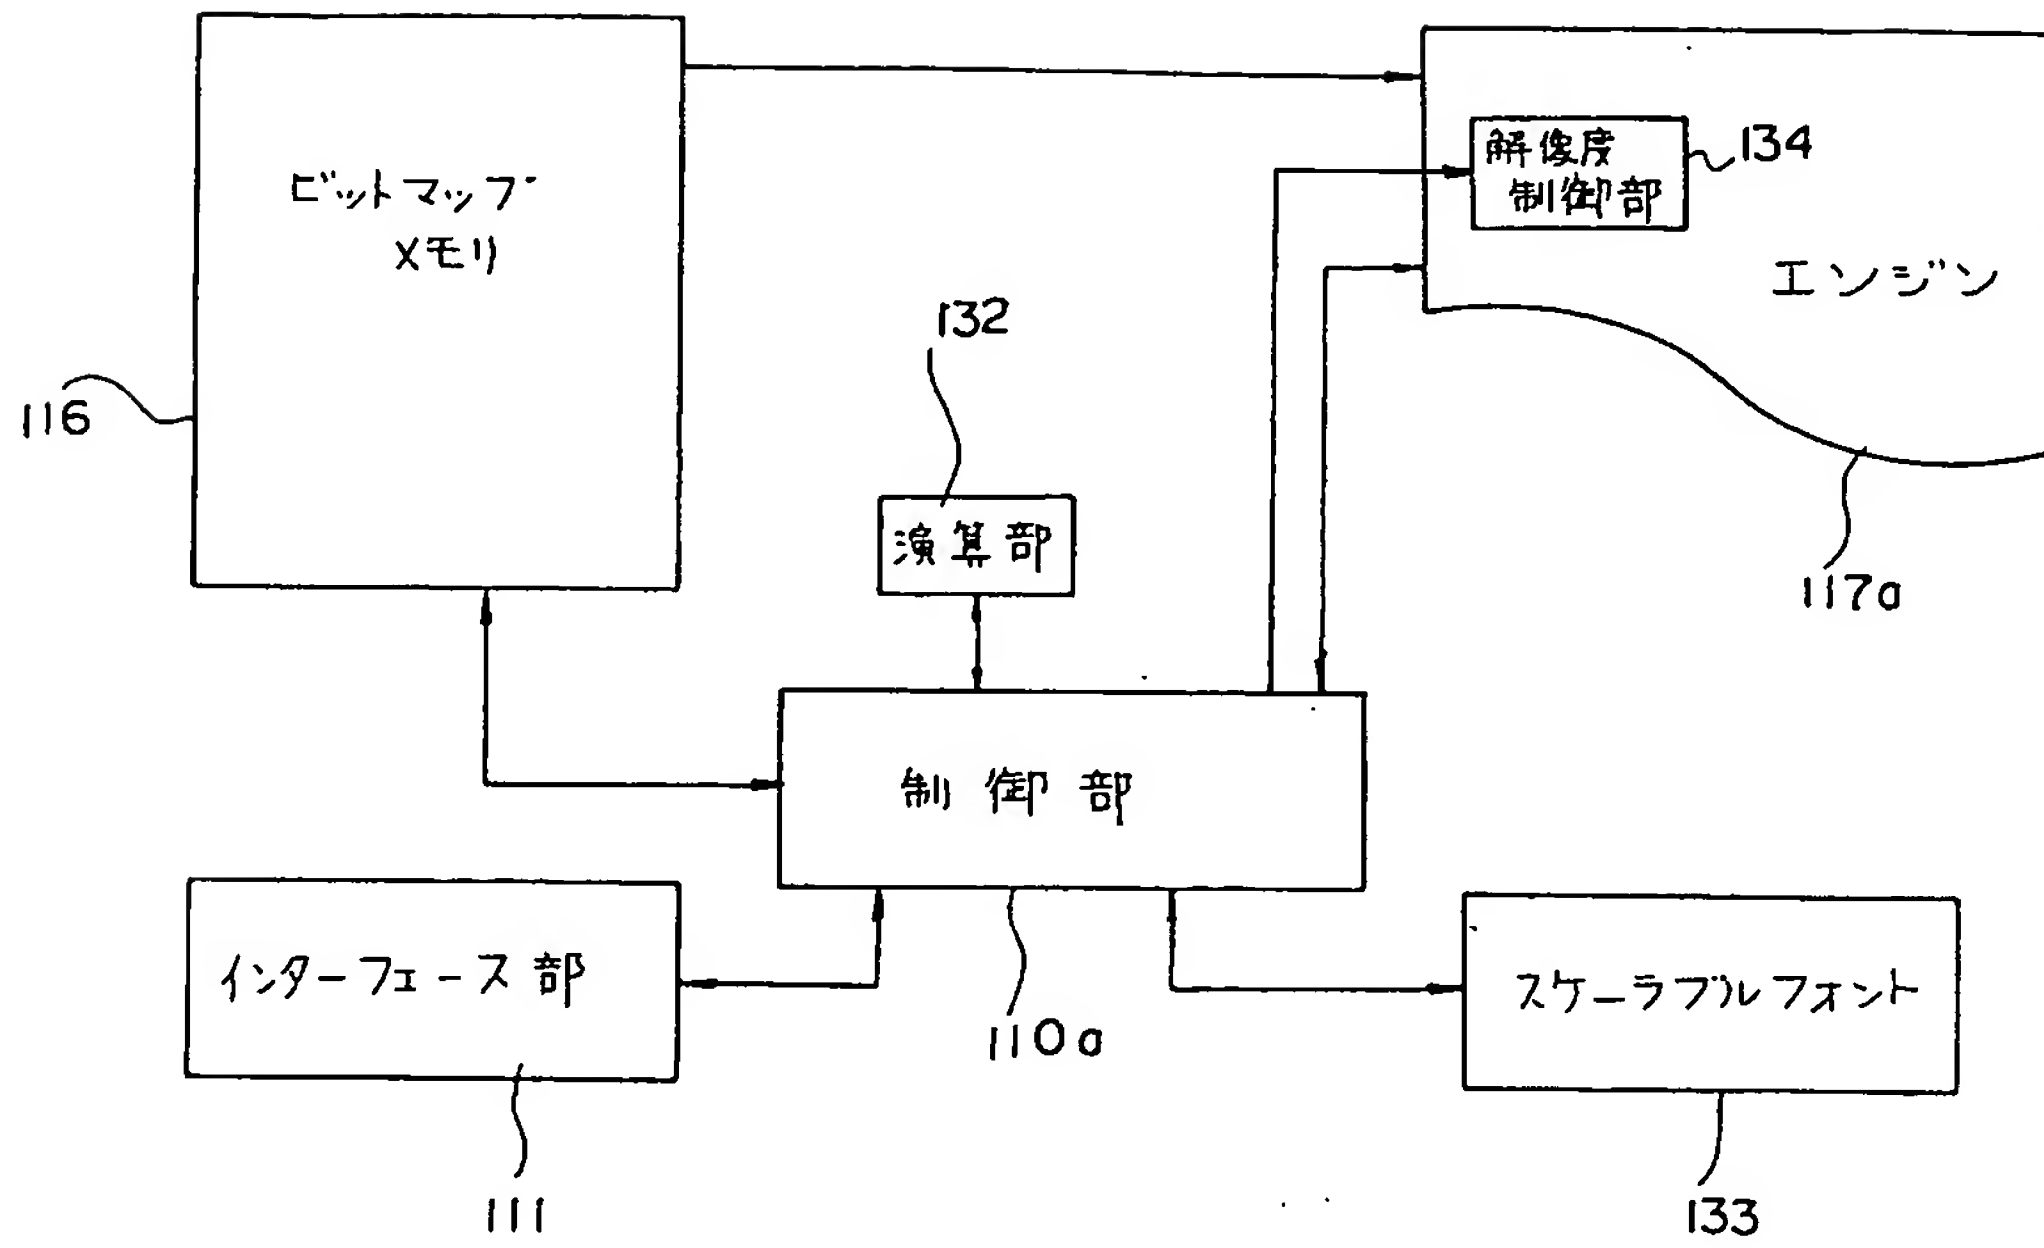 ビットマップ
メモリ
116
解像度
制御部
134
エンジン
117a
132
演算部
制御部
110a
インターフェース部
111
スケーラブルフォント
133